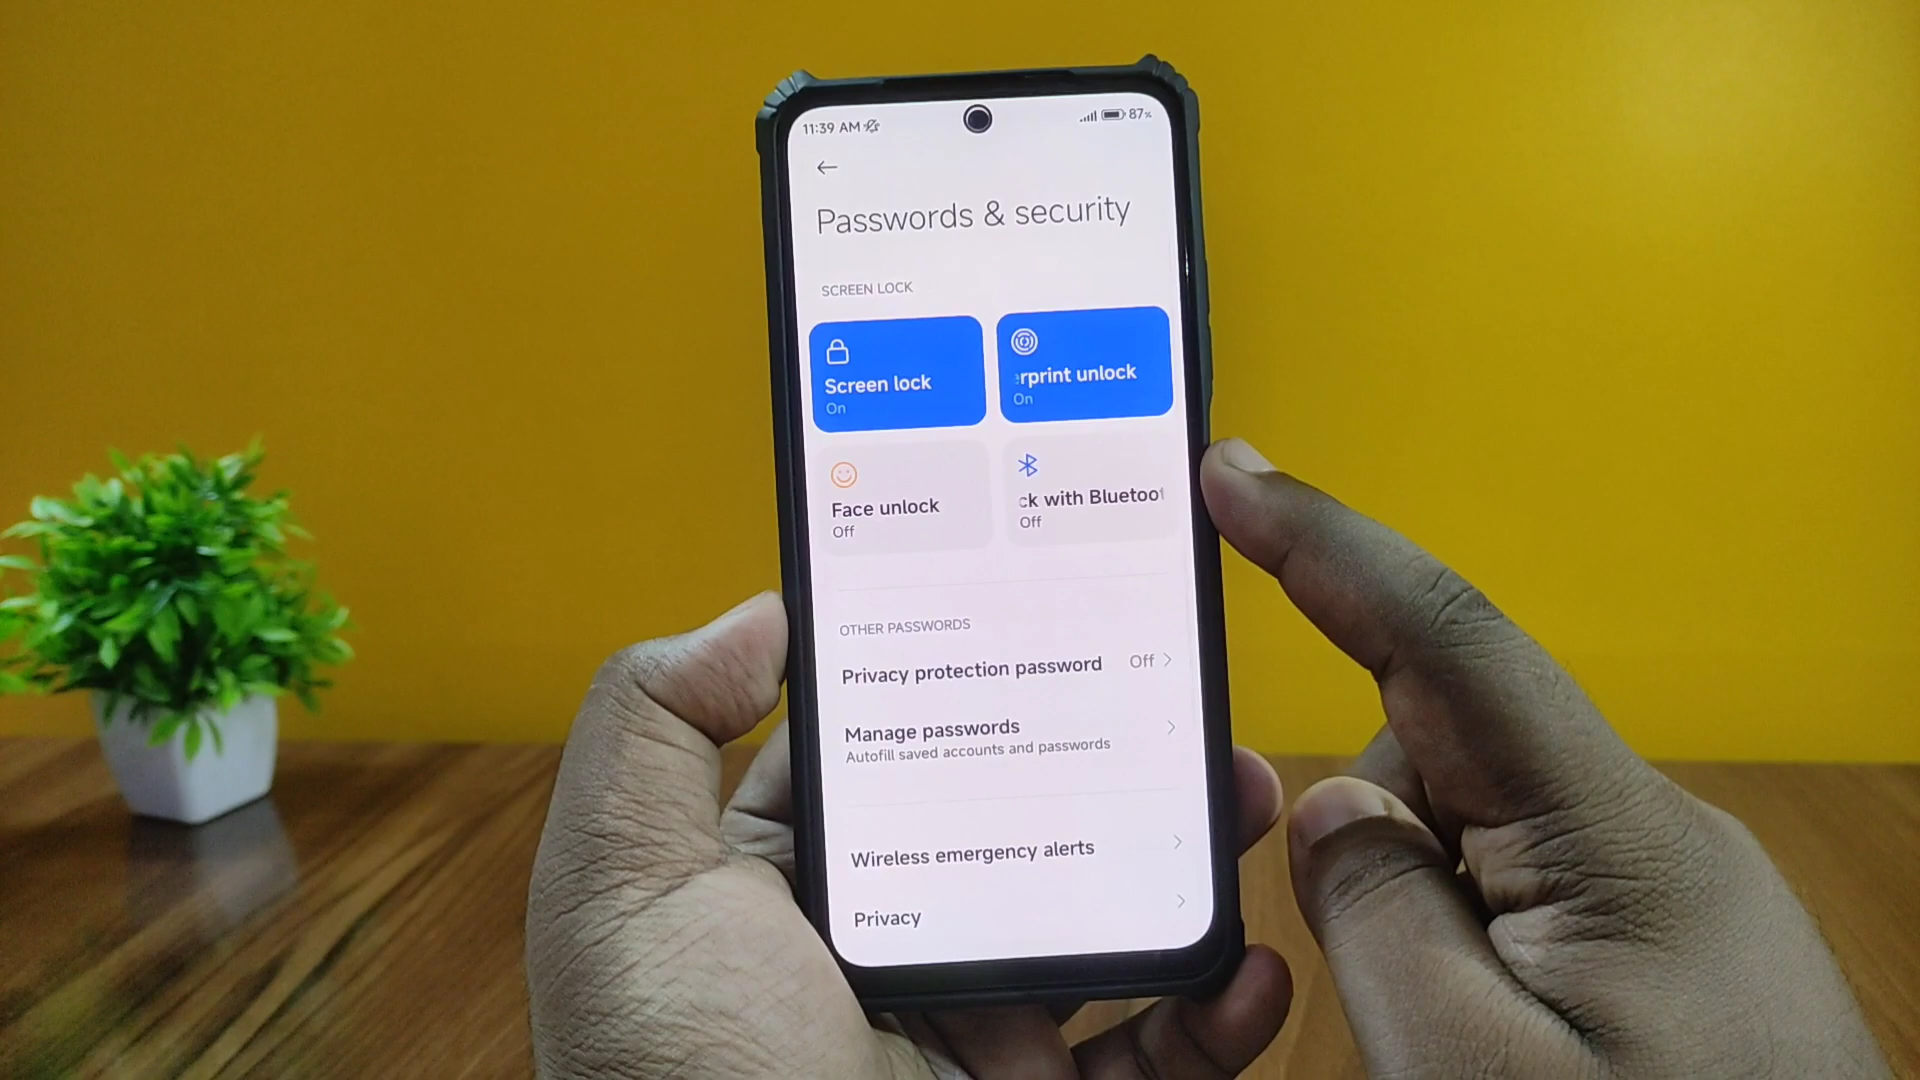 11:39 AM
87%
Passwords & security
SCREEN LOCK
Screen lock
On
rprint unlock
On
Face unlock
Off
ck with Bluetoo
Off
OTHER PASSWORDS
Privacy protection password Off
Manage passwords
Autofill saved accounts and passwords
Wireless emergency alerts
Privacy